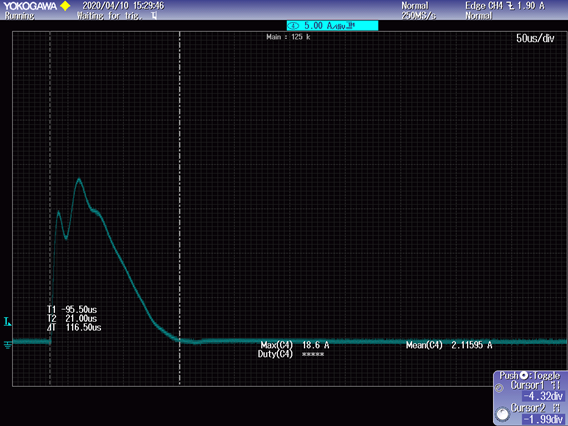 YOKOGAWA 2020/04/10 15:29:46 Normal Edge CH4 1.90 A
Running Waiting for trig. 250MS/s Normal
5.00 A/div
Main : 125 k
50us/div
T1 -95.50us
T2 21.00us
ΔT 116.50us
Max(C4) 18.6 A Mean(C4) 2.11595 A
Duty(C4) *****
Push :Toggle
Cursor1
-4.32div
Cursor2
-1.99div